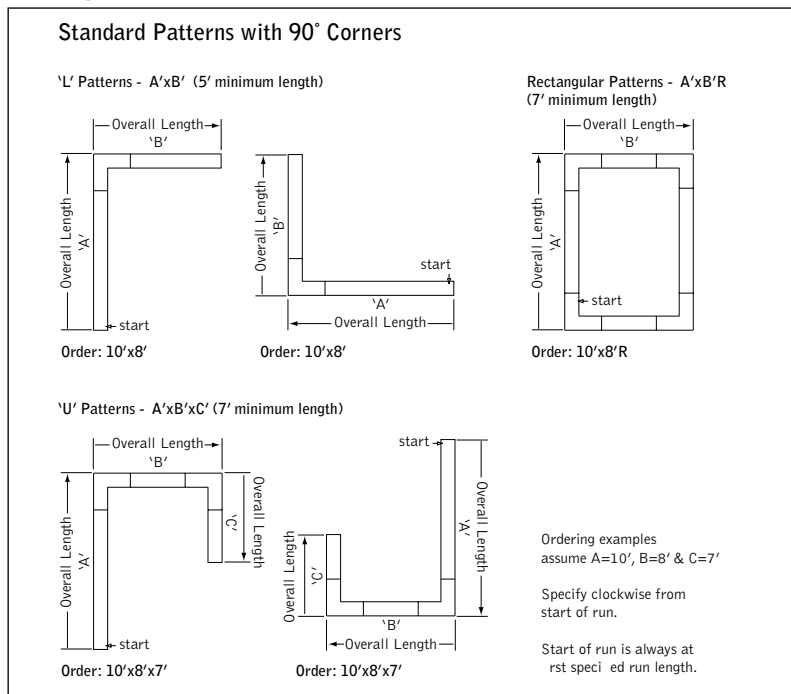 Standard Patterns with 90° Corners
‘L’ Patterns - A’xB’ (5’ minimum length)
Overall Length
‘B’
Overall Length
‘A’
start
Order: 10’x8’
Overall Length
‘B’
start
‘A’
Overall Length
Order: 10’x8’
Rectangular Patterns - A’xB’R
(7’ minimum length)
Overall Length
‘B’
Overall Length
‘A’
start
Order: 10’x8’R
‘U’ Patterns - A’xB’xC’ (7’ minimum length)
Overall Length
‘B’
Overall Length
‘A’
‘C’
Overall Length
start
Order: 10’x8’x7’
start
Overall Length
‘A’
Overall Length
‘C’
‘B’
Overall Length
Order: 10’x8’x7’
Ordering examples
assume A=10’, B=8’ & C=7’
Specify clockwise from
start of run.
Start of run is always at
rst speci ed run length.